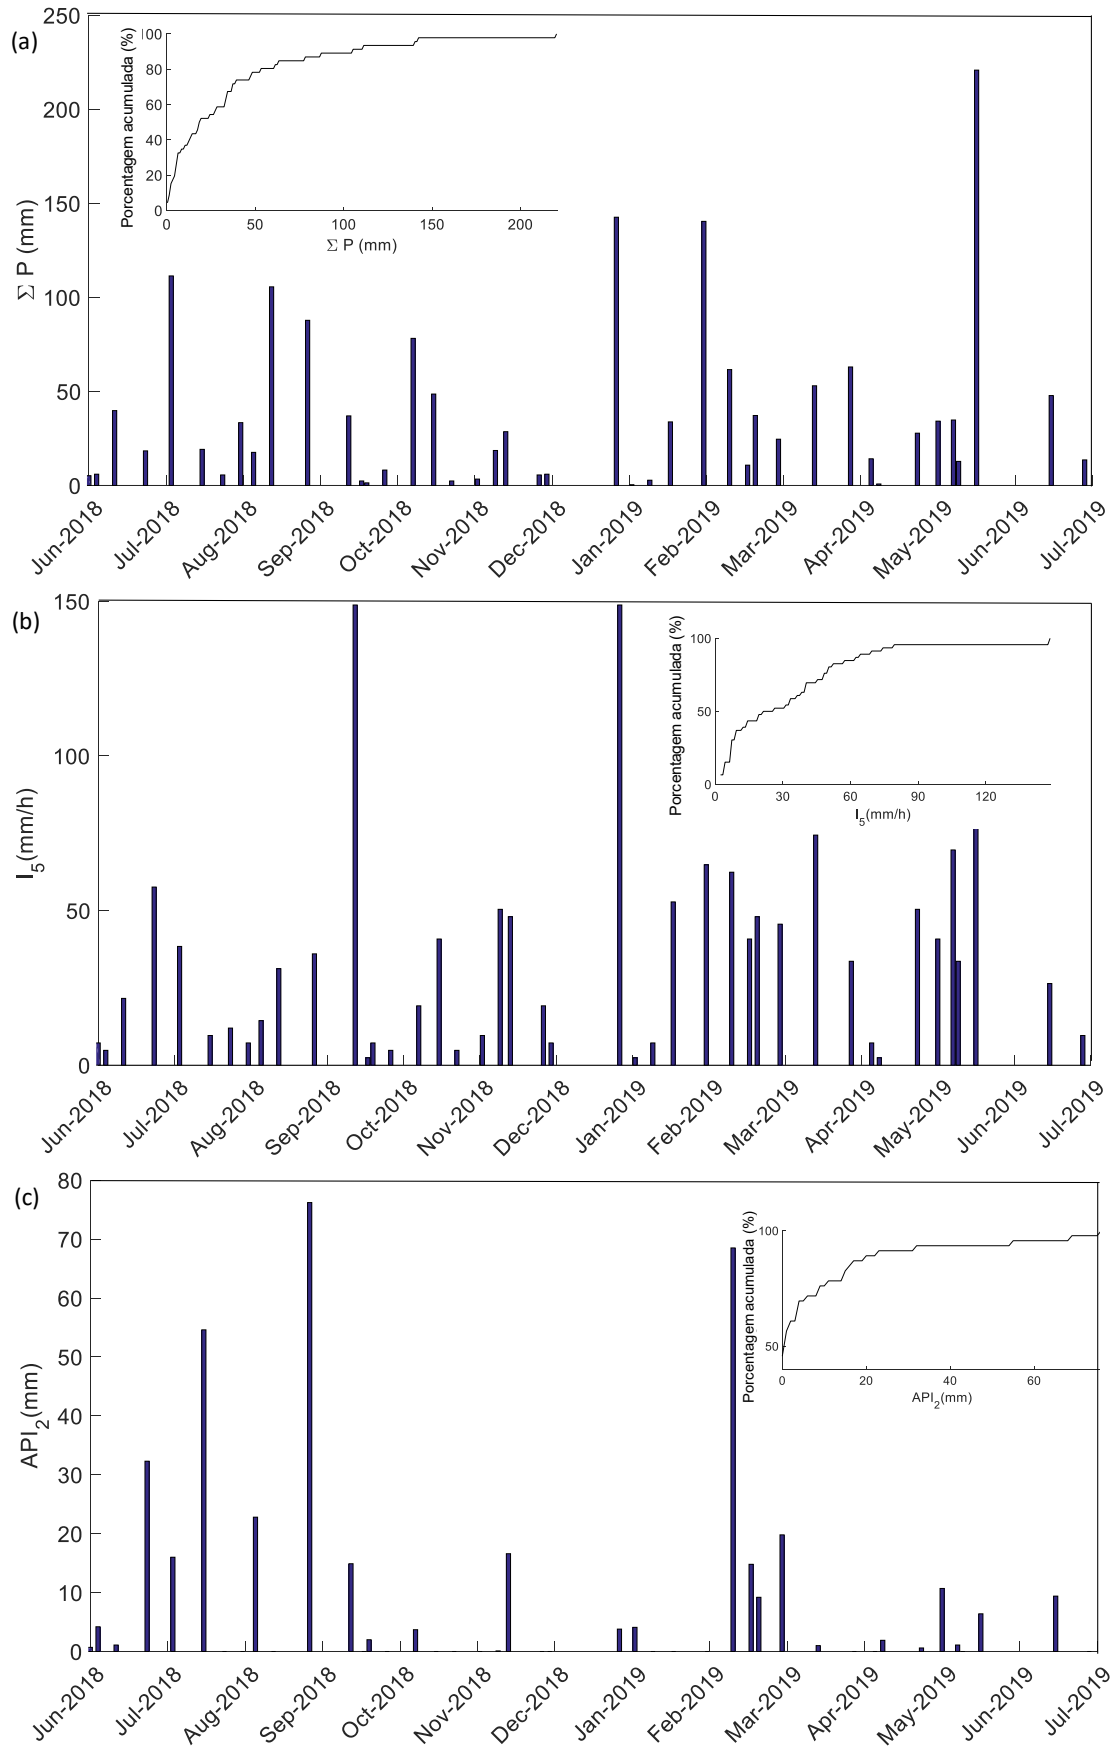 (a)
250
200
150
100
50
0
Σ P (mm)
Porcentagem acumulada (%)
100
80
60
40
20
0
0 50 100 150 200
Σ P (mm)
Jun-2018 Jul-2018 Aug-2018 Sep-2018 Oct-2018 Nov-2018 Dec-2018 Jan-2019 Feb-2019 Mar-2019 Apr-2019 May-2019 Jun-2019 Jul-2019
(b)
150
100
50
0
I5(mm/h)
Porcentagem acumulada (%)
100
50
0
0 30 60 90 120
I5(mm/h)
Jun-2018 Jul-2018 Aug-2018 Sep-2018 Oct-2018 Nov-2018 Dec-2018 Jan-2019 Feb-2019 Mar-2019 Apr-2019 May-2019 Jun-2019 Jul-2019
(c)
80
70
60
50
40
30
20
10
0
API2(mm)
Porcentagem acumulada (%)
100
50
0 20 40 60
API2(mm)
Jun-2018 Jul-2018 Aug-2018 Sep-2018 Oct-2018 Nov-2018 Dec-2018 Jan-2019 Feb-2019 Mar-2019 Apr-2019 May-2019 Jun-2019 Jul-2019